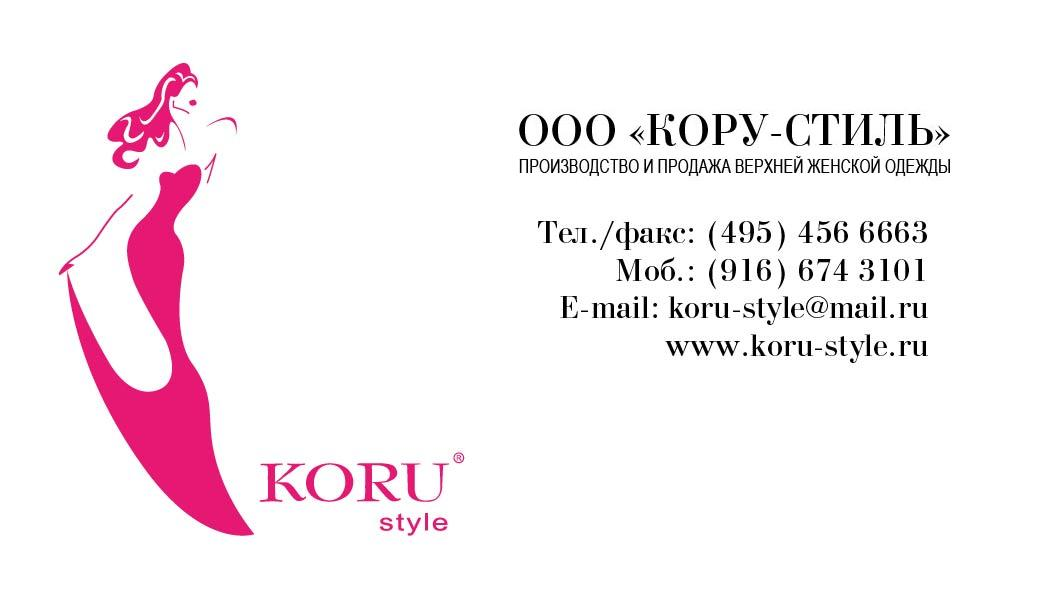 ООО «КОРУ-СТИЛЬ»
ПРОИЗВОДСТВО И ПРОДАЖА ВЕРХНЕЙ ЖЕНСКОЙ ОДЕЖДЫ
Тел./факс: (495) 456 6663
Моб.: (916) 674 3101
E-mail: koru-style@mail.ru
www.koru-style.ru
KORU®
style